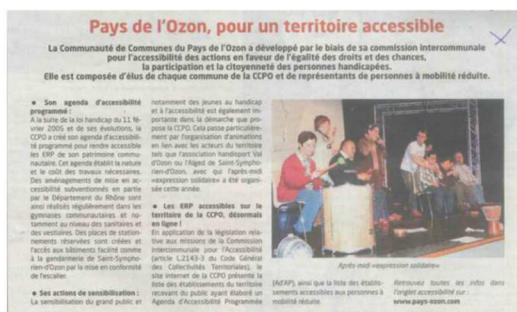 Pays de l'Ozon, pour un territoire accessible
La Communauté de Communes du Pays de l'Ozon a développé par le biais de sa commission intercommunale
pour l'accessibilité des actions en faveur de l'égalité des droits et des chances,
la participation et la citoyenneté des personnes handicapées.
Elle est composée d'élus de chaque commune de la CCPO et de représentants de personnes à mobilité réduite.
● Son agenda d'accessibilité
programmé :
A la suite de la loi handicap du 11 fé-
vrier 2005 et de ses évolutions, la
CCPO a créé son agenda d'accessibili-
té programmé pour rendre accessible
les ERP de son patrimoine commu-
nautaire. Cet agenda établit la nature
et le coût des travaux nécessaires.
Des aménagements de mise en ac-
cessibilité subventionnés en partie
par le Département du Rhône sont
ainsi réalisés régulièrement dans les
gymnases communautaires et no-
tamment au niveau des sanitaires et
des vestiaires. Des places de station-
nements réservées sont créées et
l'accès aux bâtiments facilité comme
à la gendarmerie de Saint-Sympho-
rien-d'Ozon par la mise en conformité
de l'escalier.
● Ses actions de sensibilisation :
La sensibilisation du grand public et
notamment des jeunes au handicap
et à l'accessibilité est également im-
portante dans la démarche que pro-
pose la CCPO. Cela passe particulière-
ment par l'organisation d'animations
en lien avec les acteurs du territoire
tels que l'association handisport Val
d'Ozon ou l'Aiged de Saint-Sympho-
rien-d'Ozon, avec qui l'après-midi
«expression solidaire» a été organi-
sée cette année.
● Les ERP accessibles sur le
territoire de la CCPO, désormais
en ligne !
En application de la législation rela-
tive aux missions de la Commission
Intercommunale pour l'Accessibilité
(article L.2143-3 du Code Général
des Collectivités Territoriales), le
site internet de la CCPO présente la
liste des établissements du territoire
recevant du public ayant élaboré un
Agenda d'Accessibilité Programmée
Après-midi «expression solidaire»
(Ad'AP), ainsi que la liste des établis-
sements accessibles aux personnes à
mobilité réduite.
Retrouvez toutes les infos dans
l'onglet accessibilité sur :
www.pays-ozon.com